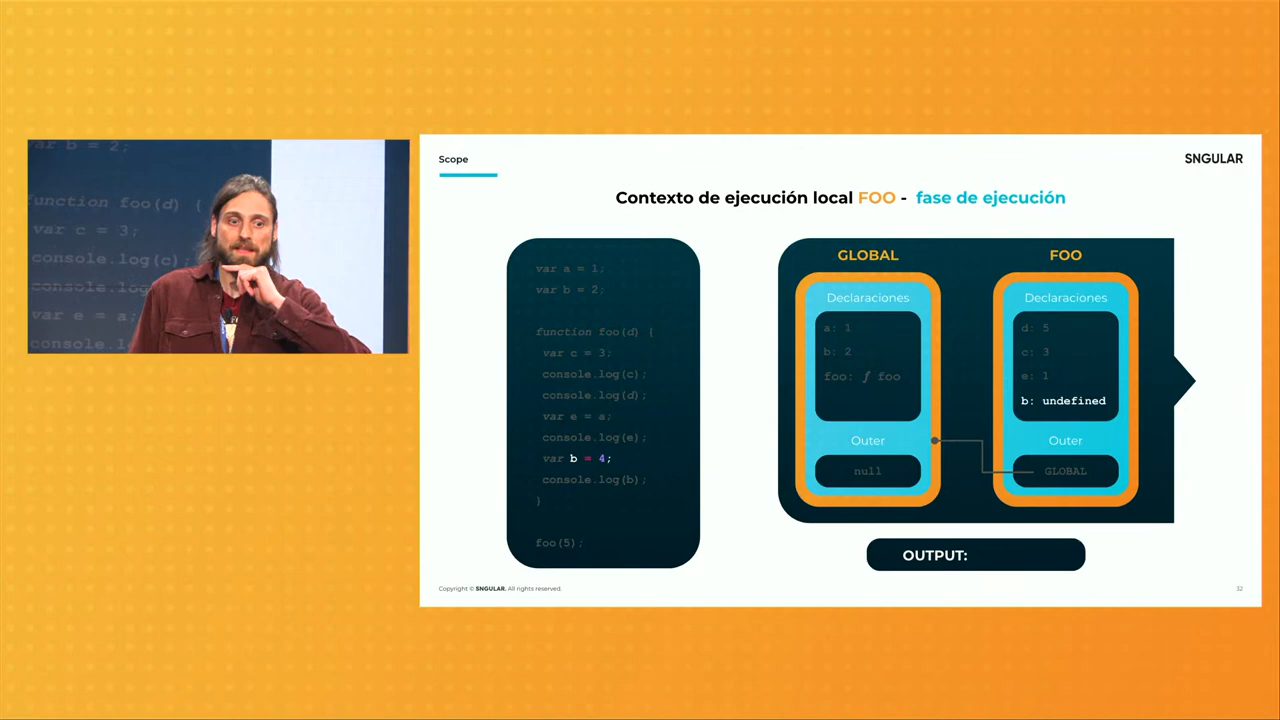 var b = 2;
function foo(d) {
var c = 3;
console.log(c);
console.log
var e = a;
console.l
Scope
SNGULAR
Contexto de ejecución local FOO - fase de ejecución
var a = 1;
var b = 2;
function foo(d) {
var c = 3;
console.log(c);
console.log(d);
var e = a;
console.log(e);
var b = 4;
console.log(b);
}
foo(5);
GLOBAL
Declaraciones
a: 1
b: 2
foo: ƒ foo
Outer
null
FOO
Declaraciones
d: 5
c: 3
e: 1
b: undefined
Outer
GLOBAL
OUTPUT:
Copyright © SNGULAR. All rights reserved.
32